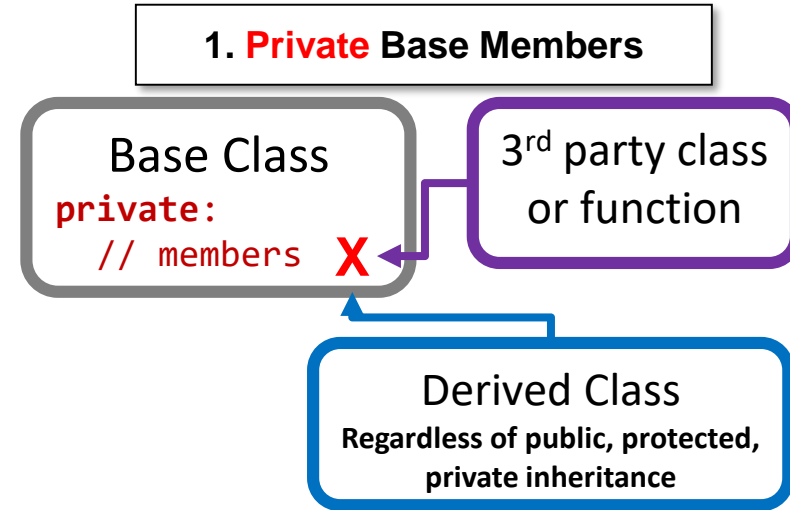 1. Private Base Members
Base Class
private:
// members X
3rd party class
or function
Derived Class
Regardless of public, protected,
private inheritance